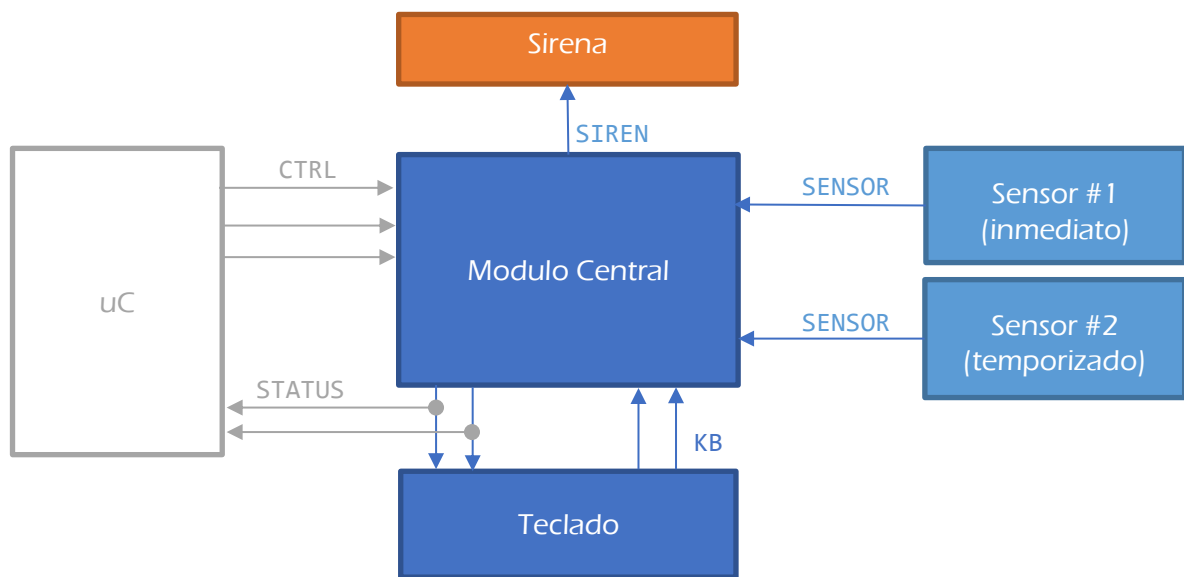 Sirena
SIREN
CTRL
SENSOR
Sensor #1
(inmediato)
Modulo Central
uC
SENSOR
Sensor #2
(temporizado)
STATUS
KB
Teclado